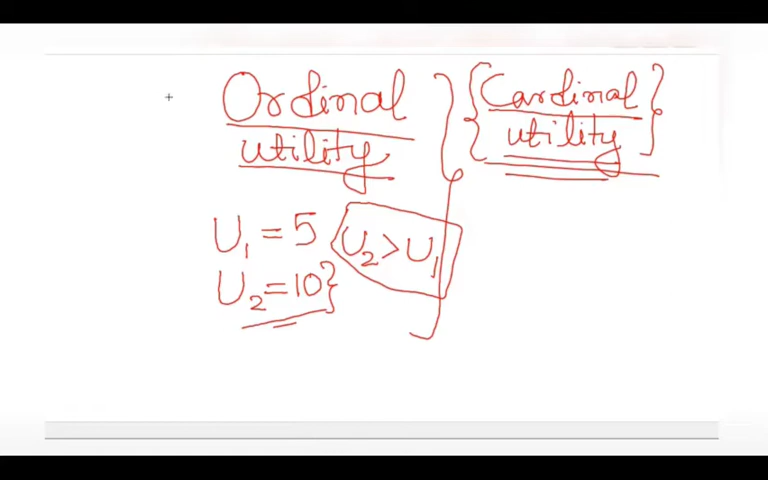 Ordinal
utility
Cardinal
utility
U₁ = 5
U₂ = 10
U₂ > U₁